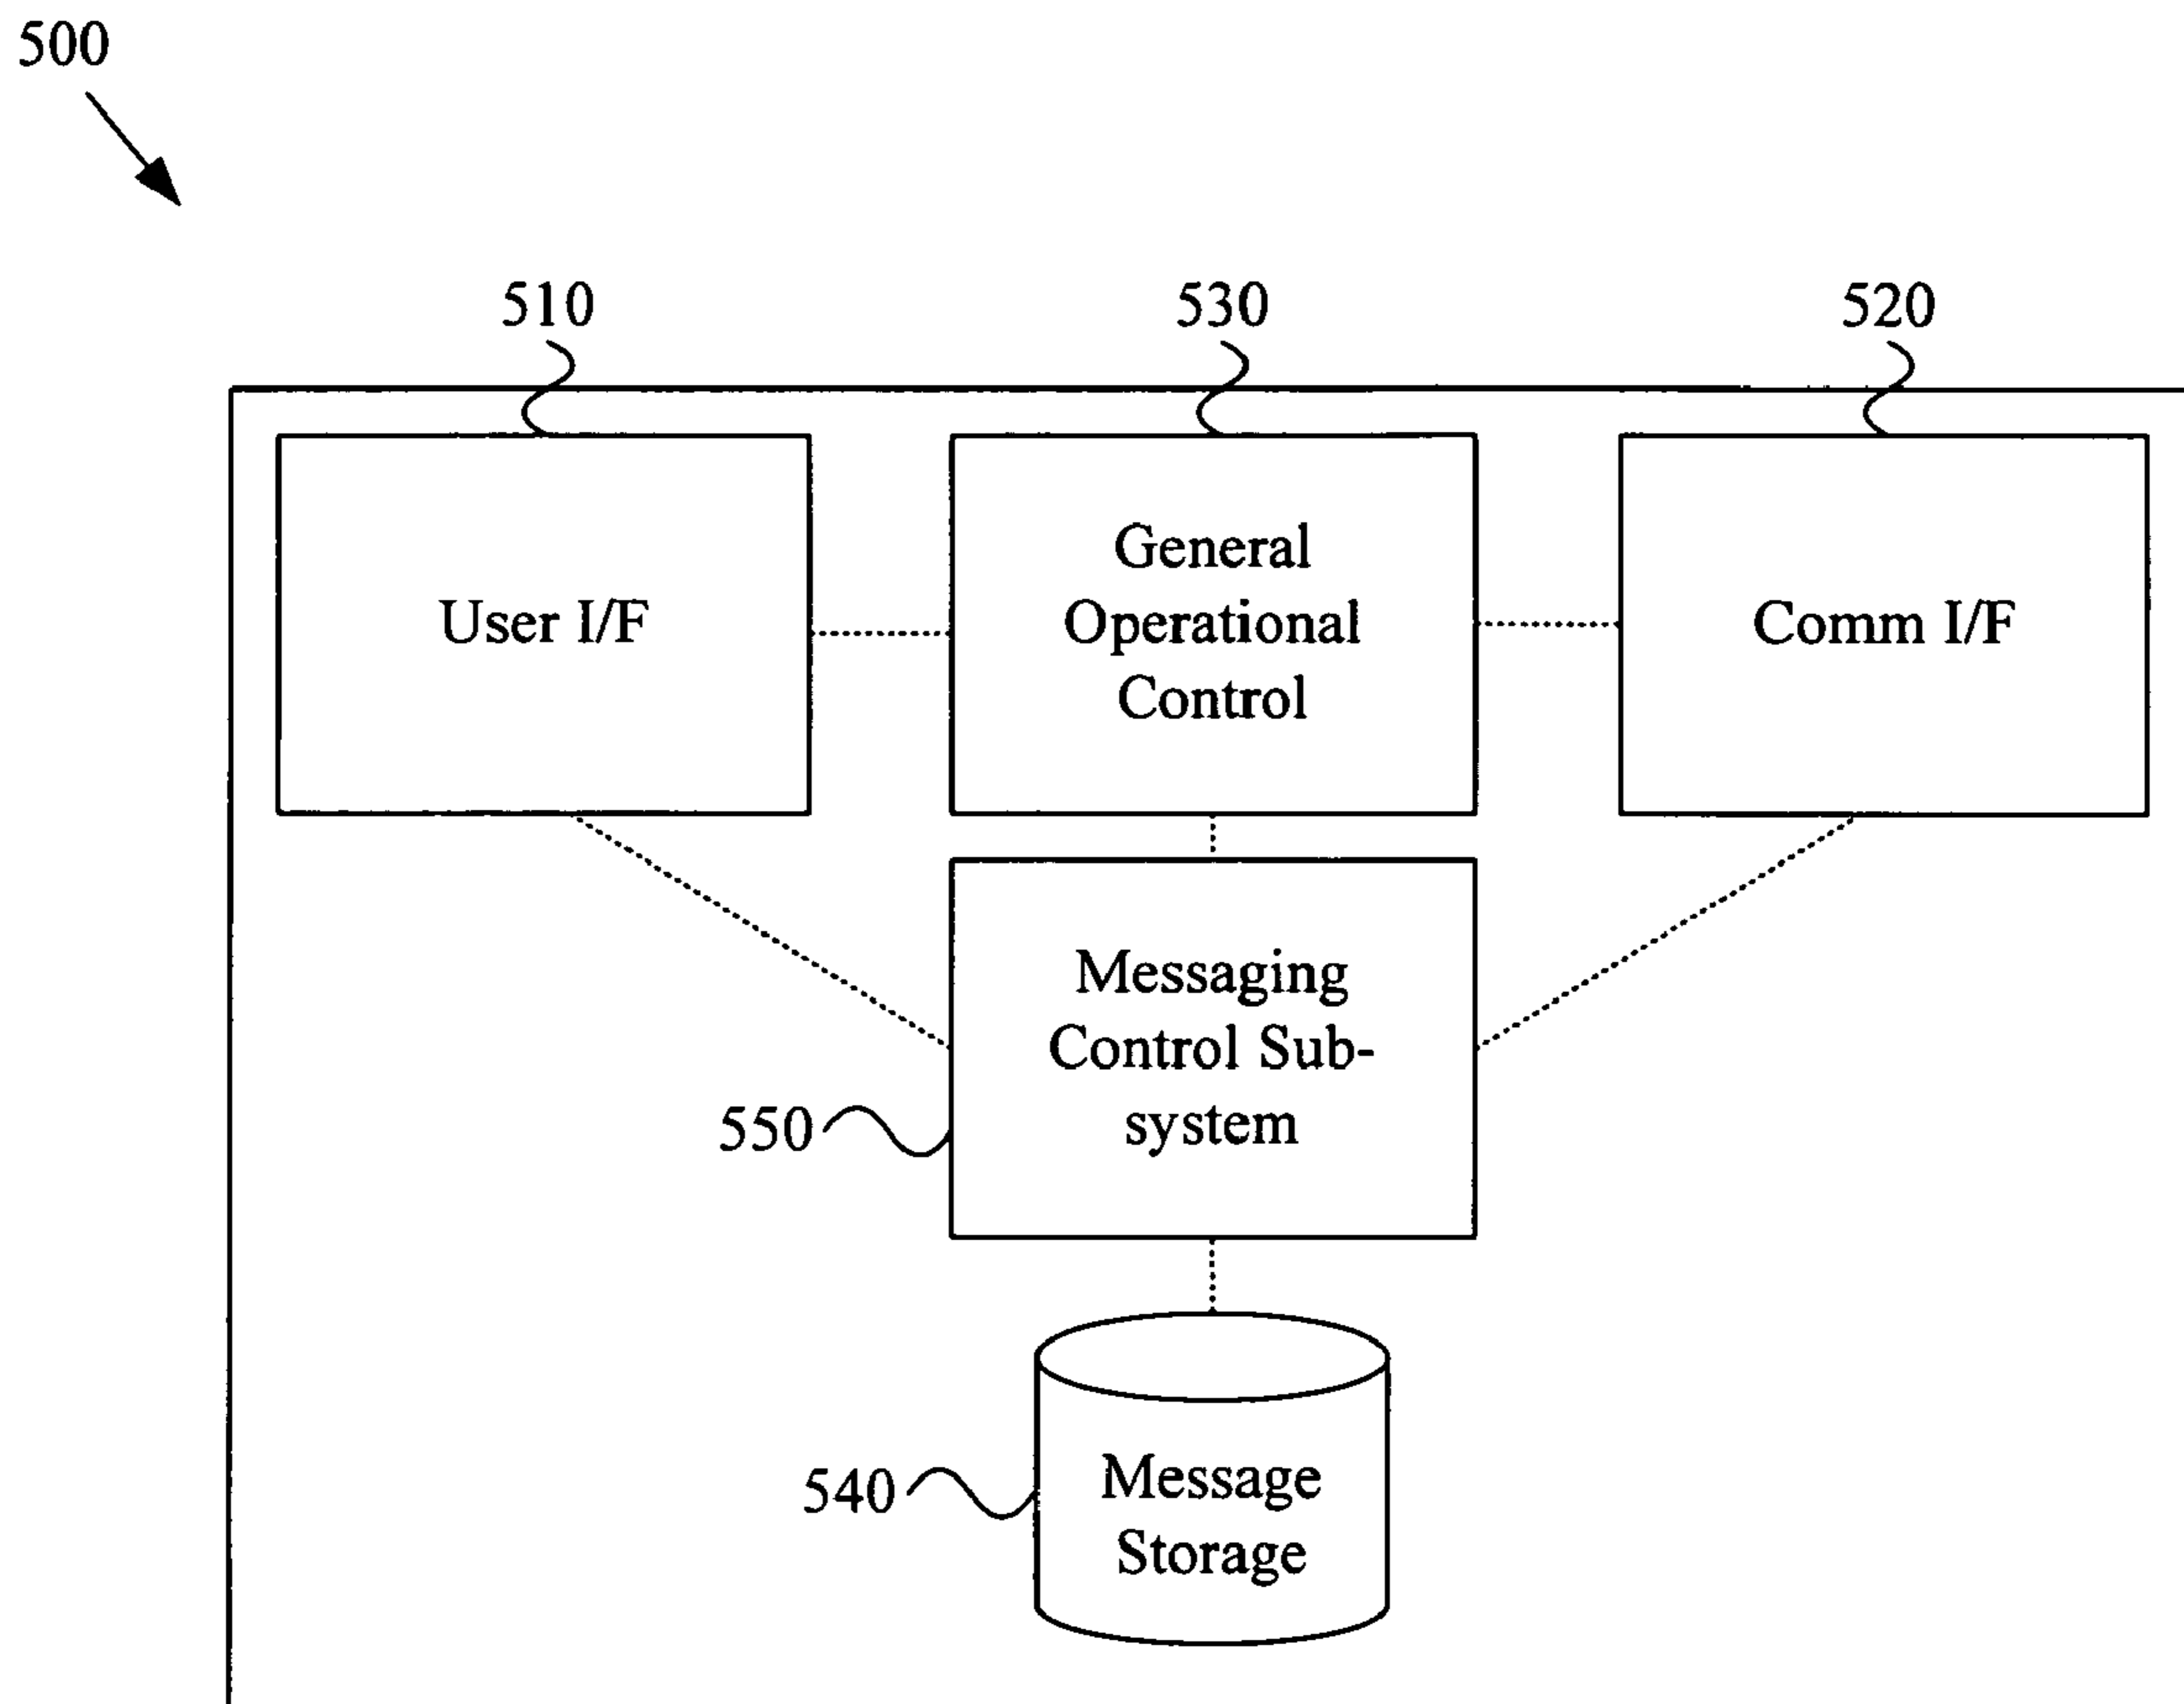 500
510
530
520
User I/F
General
Operational
Control
Comm I/F
Messaging
Control Sub-
system
550
540
Message
Storage